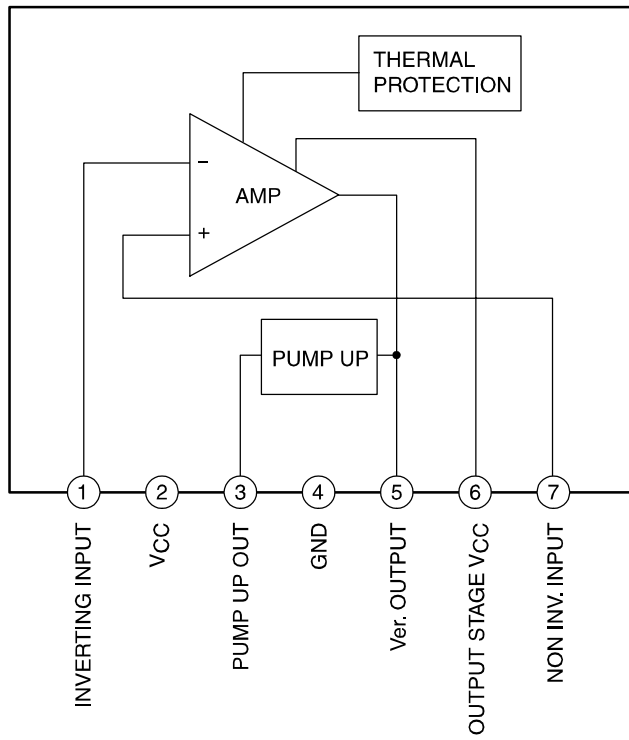 THERMAL
PROTECTION
−
AMP
+
PUMP UP
1
2
3
4
5
6
7
INVERTING INPUT
VCC
PUMP UP OUT
GND
Ver. OUTPUT
OUTPUT STAGE VCC
NON INV. INPUT